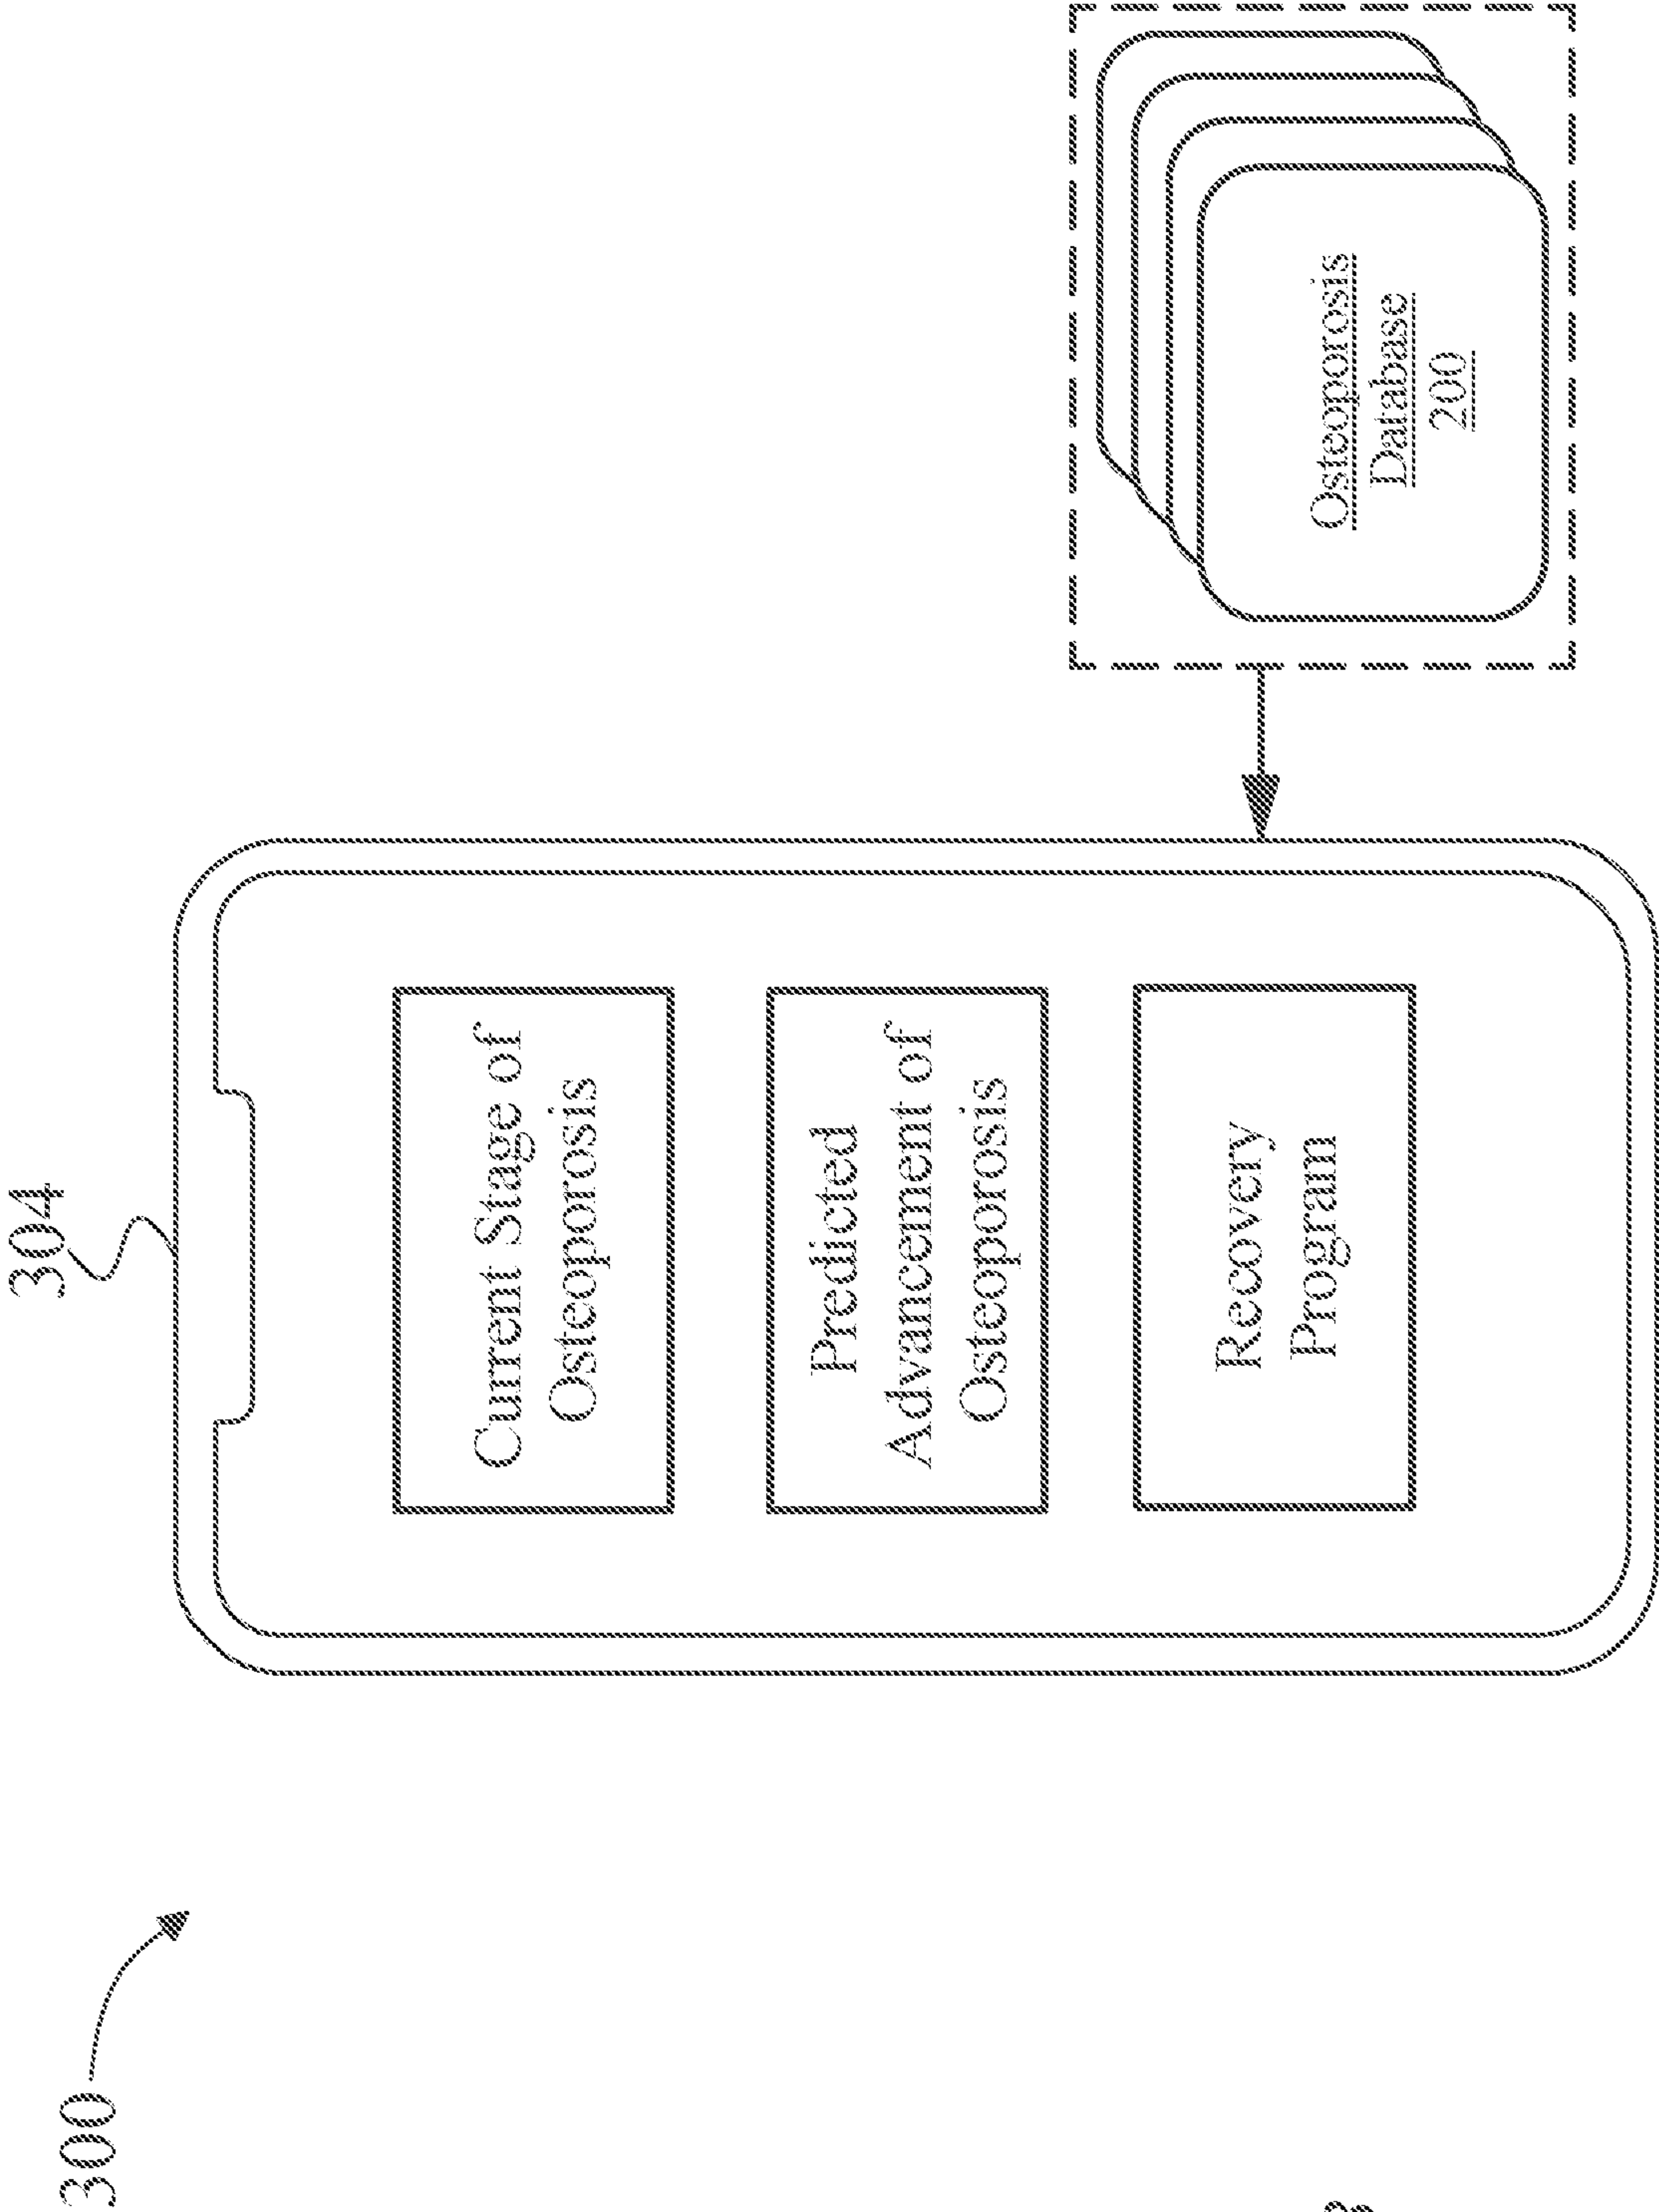 300
304
Current Stage of
Osteoporosis
Predicted
Advancement of
Osteoporosis
Recovery
Program
Osteoporosis
Database
200